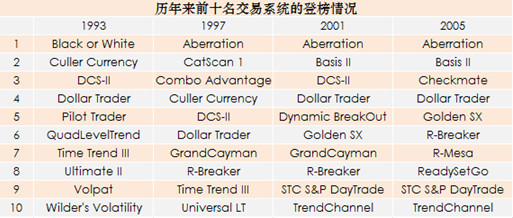 历年来前十名交易系统的登榜情况
1993 1997 2001 2005
1 Black or White Aberration Aberration Aberration
2 Culler Currency CatScan 1 Basis II Basis II
3 DCS-II Combo Advantage DCS-II Checkmate
4 Dollar Trader Culler Currency Dollar Trader Dollar Trader
5 Pilot Trader DCS-II Dynamic BreakOut Golden SX
6 QuadLevelTrend Dollar Trader Golden SX R-Breaker
7 Time Trend III GrandCayman GrandCayman R-Mesa
8 Ultimate II R-Breaker R-Breaker ReadySetGo
9 Volpat Time Trend III STC S&P DayTrade STC S&P DayTrade
10 Wilder's Volatility Universal LT TrendChannel TrendChannel